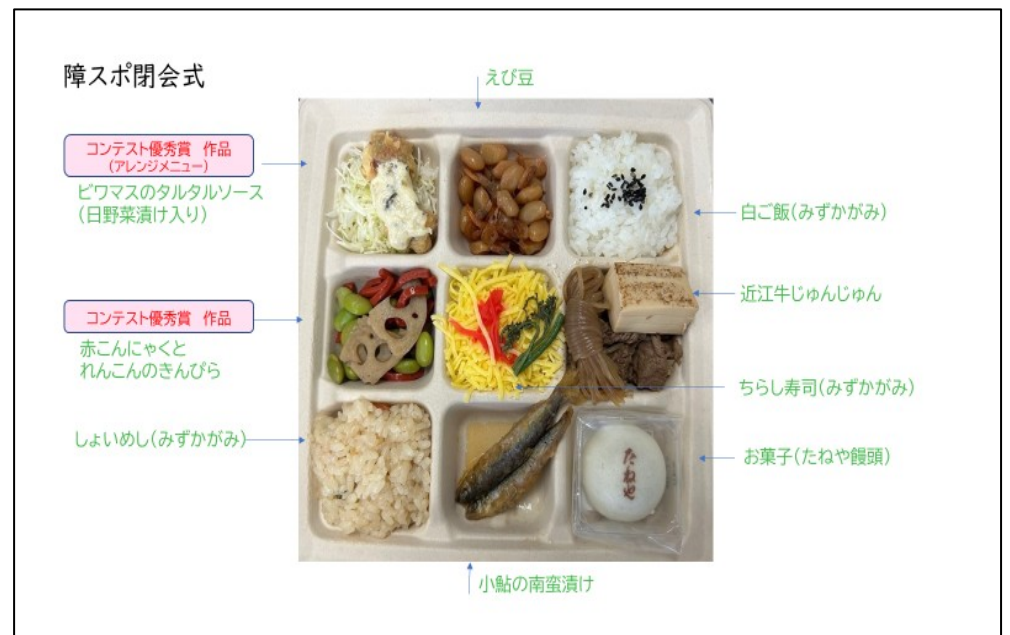 障スポ閉会式
えび豆
コンテスト優秀賞 作品
(アレンジメニュー)
ビワマスのタルタルソース
(日野菜漬け入り)
白ご飯(みずかがみ)
近江牛じゅんじゅん
コンテスト優秀賞 作品
赤こんにゃくと
れんこんのきんぴら
ちらし寿司(みずかがみ)
しょいめし(みずかがみ)
お菓子(たねや饅頭)
たねや
小鮎の南蛮漬け